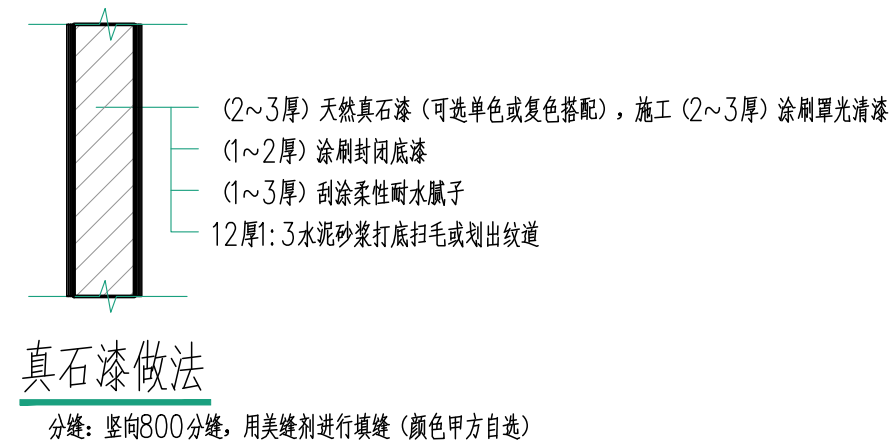 (2～3厚) 天然真石漆 (可选单色或复色搭配)，施工 (2～3厚) 涂刷罩光清漆
(1～2厚) 涂刷封闭底漆
(1～3厚) 刮涂柔性耐水腻子
12厚1: 3水泥砂浆打底扫毛或划出纹道
真石漆做法
分缝: 竖向800分缝，用美缝剂进行填缝 (颜色甲方自选)